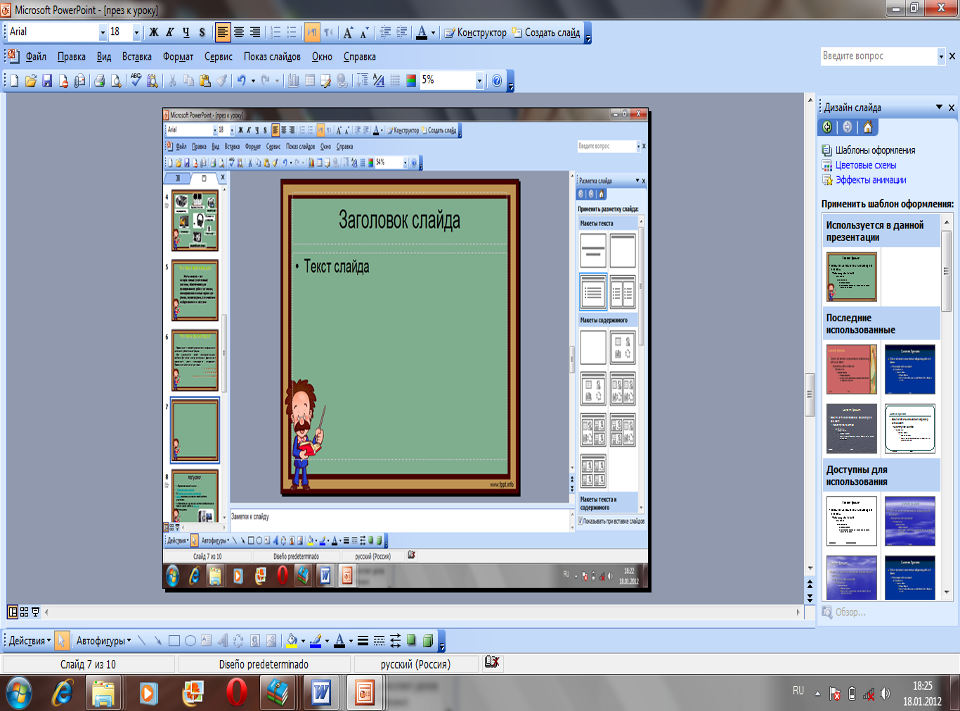 Microsoft PowerPoint - [през к уроку]
Arial 18 Ж К Ч S Конструктор Создать слайд
Файл Правка Вид Вставка Формат Сервис Показ слайдов Окно Справка Введите вопрос
5%
Дизайн слайда
Шаблоны оформления
Цветовые схемы
Эффекты анимации
Применить шаблон оформления:
Используется в данной
презентации
Последние
использованные
Доступны для
использования
Обзор...
Microsoft PowerPoint - [през к уроку]
Arial 18 Ж К Ч S Конструктор Создать слайд
Файл Правка Вид Вставка Формат Сервис Показ слайдов Окно Справка Введите вопрос
54%
4
5
6
7
8
Заголовок слайда
• Текст слайда
www.fppt.info
Разметка слайда
Применить разметку слайда:
Макеты текста
Макеты содержимого
Макеты текста и
содержимого
Показывать при вставке слайдов
Заметки к слайду
Действия Автофигуры
Слайд 7 из 10 Diseño predeterminado русский (Россия)
RU 18:22
18.01.2012
Действия Автофигуры
Слайд 7 из 10 Diseño predeterminado русский (Россия)
RU 18:25
18.01.2012